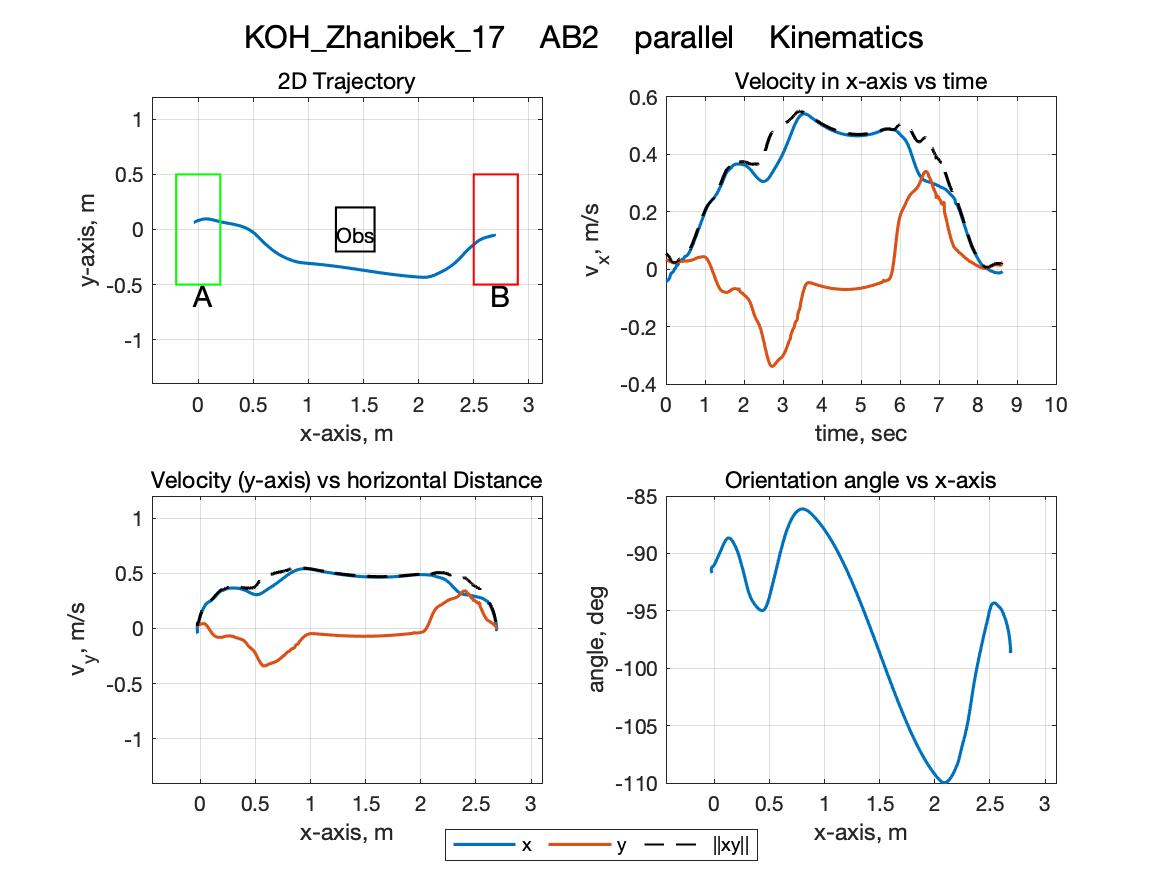 KOH_Zhanibek_17 AB2 parallel Kinematics
2D Trajectory
1
0.5
0
-0.5
-1
y-axis, m
Obs
A
B
0 0.5 1 1.5 2 2.5 3
x-axis, m
Velocity in x-axis vs time
0.6
0.4
0.2
0
-0.2
-0.4
v_x, m/s
0 1 2 3 4 5 6 7 8 9 10
time, sec
Velocity (y-axis) vs horizontal Distance
1
0.5
0
-0.5
-1
v_y, m/s
0 0.5 1 1.5 2 2.5 3
x-axis, m
Orientation angle vs x-axis
-85
-90
-95
-100
-105
-110
angle, deg
0 0.5 1 1.5 2 2.5 3
x-axis, m
x y ||xy||